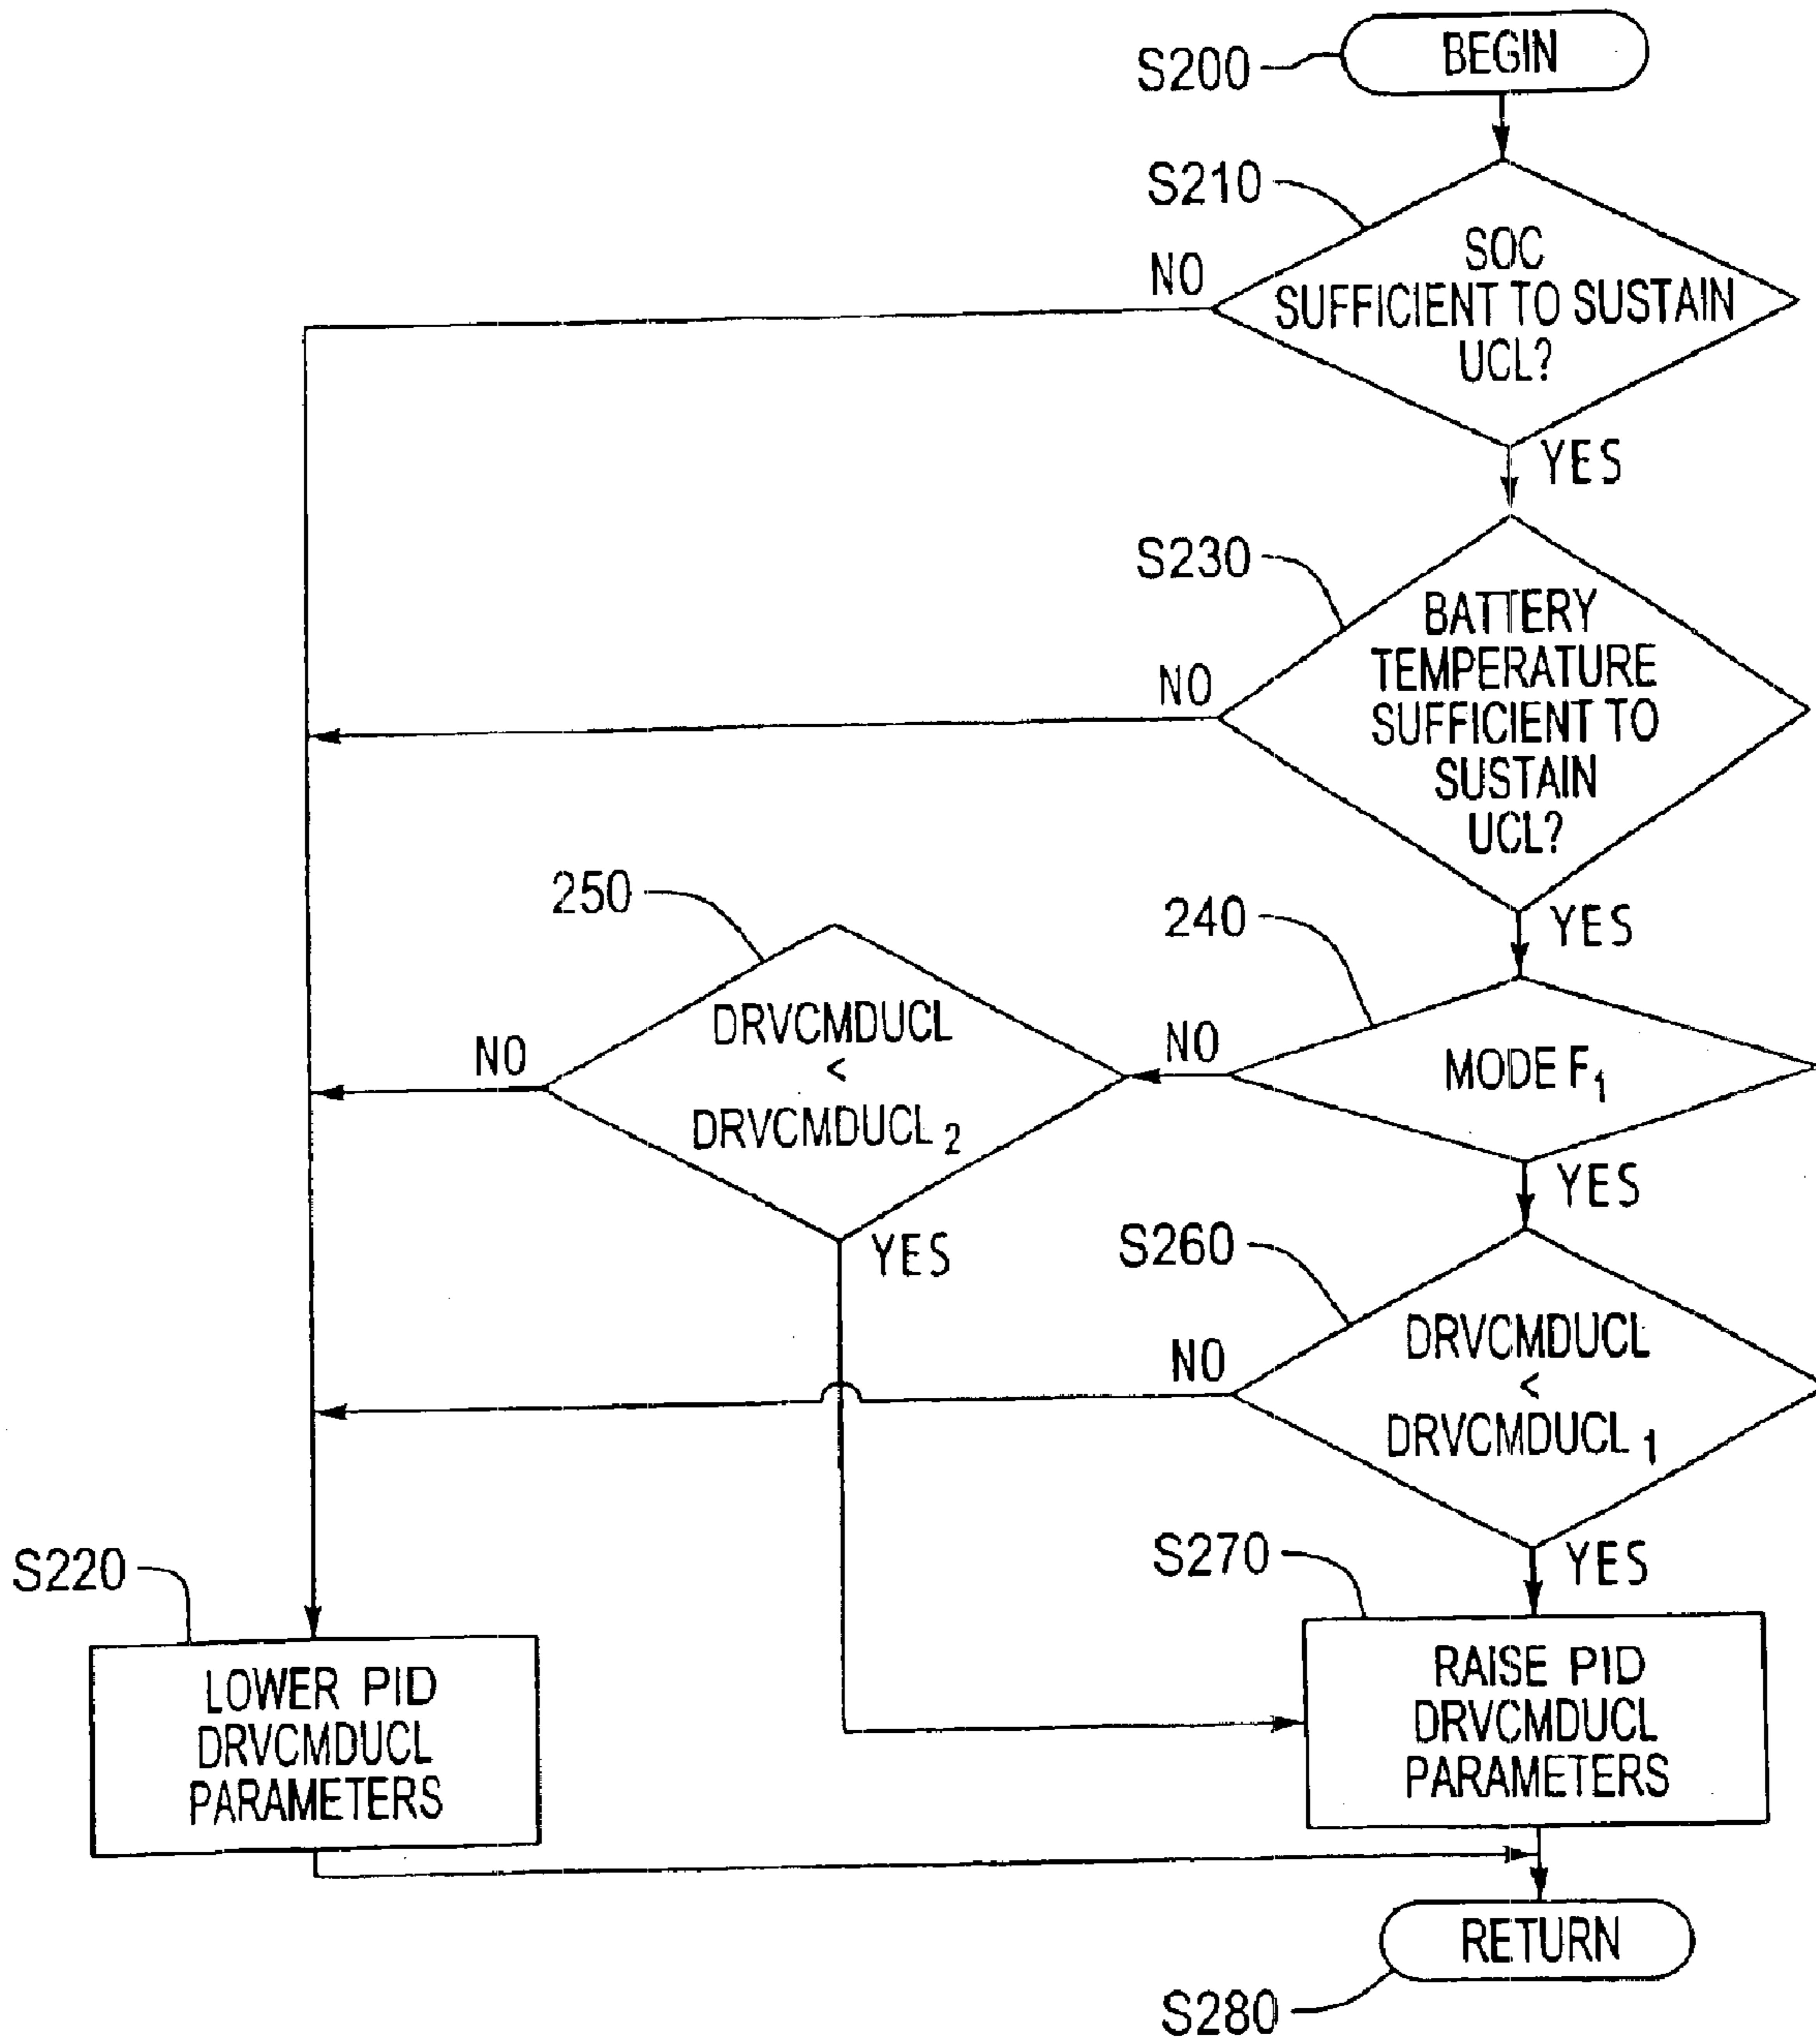 S200
BEGIN
S210
SOC
SUFFICIENT TO SUSTAIN
UCL?
NO
YES
S230
BATTERY
TEMPERATURE
SUFFICIENT TO
SUSTAIN
UCL?
NO
YES
250
240
DRVCMDUCL
<
DRVCMDUCL 2
NO
YES
MODE F1
NO
YES
S260
DRVCMDUCL
<
DRVCMDUCL 1
NO
YES
S220
LOWER PID
DRVCMDUCL
PARAMETERS
S270
RAISE PID
DRVCMDUCL
PARAMETERS
RETURN
S280